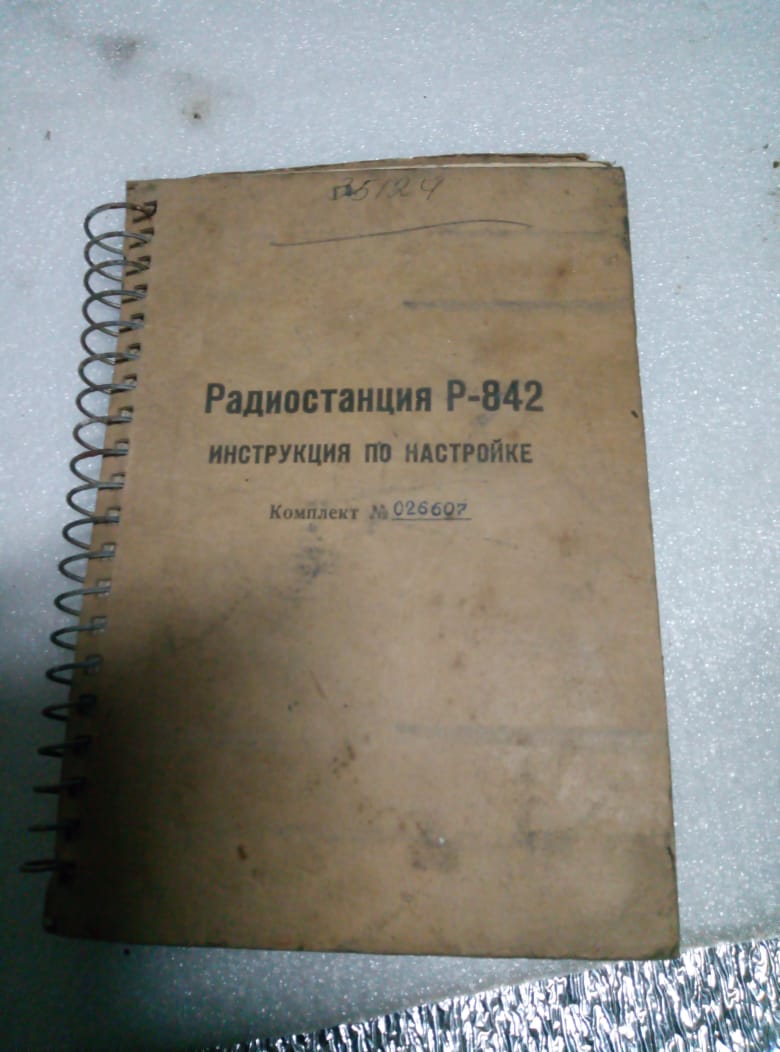 Радиостанция Р-842
ИНСТРУКЦИЯ ПО НАСТРОЙКЕ
Комплект № 026607